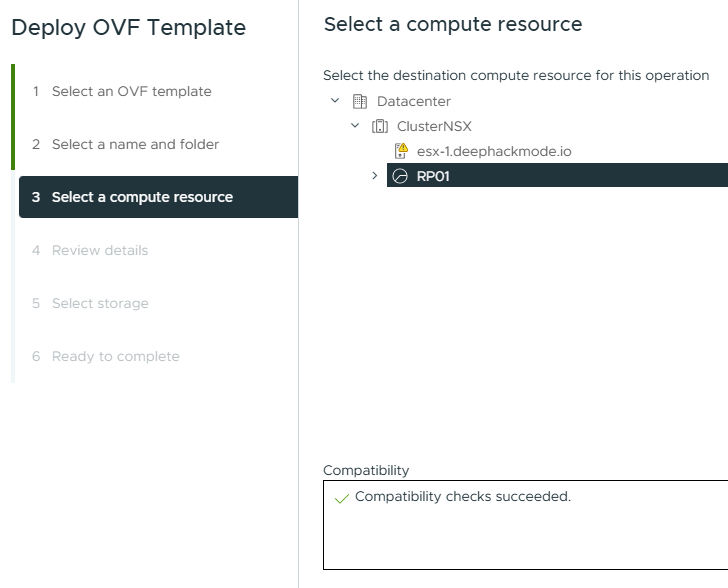 Deploy OVF Template
1 Select an OVF template
2 Select a name and folder
3 Select a compute resource
4 Review details
5 Select storage
6 Ready to complete
Select a compute resource
Select the destination compute resource for this operation
Datacenter
ClusterNSX
esx-1.deephackmode.io
RP01
Compatibility
Compatibility checks succeeded.